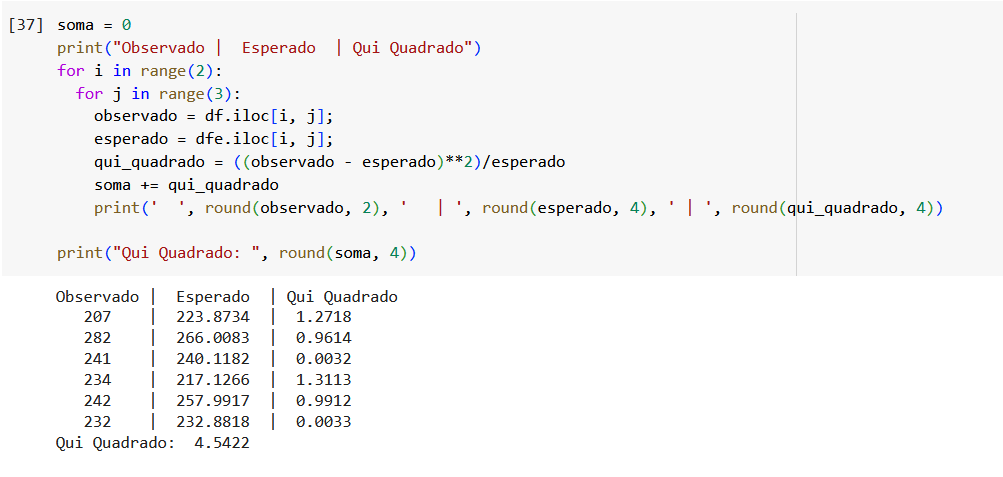 [37] soma = 0
print("Observado |  Esperado  | Qui Quadrado")
for i in range(2):
  for j in range(3):
    observado = df.iloc[i, j];
    esperado = dfe.iloc[i, j];
    qui_quadrado = ((observado - esperado)**2)/esperado
    soma += qui_quadrado
    print('  ', round(observado, 2), '   | ', round(esperado, 4), ' | ', round(qui_quadrado, 4))
print("Qui Quadrado: ", round(soma, 4))
Observado |  Esperado  | Qui Quadrado
   207    |  223.8734  |  1.2718
   282    |  266.0083  |  0.9614
   241    |  240.1182  |  0.0032
   234    |  217.1266  |  1.3113
   242    |  257.9917  |  0.9912
   232    |  232.8818  |  0.0033
Qui Quadrado:  4.5422